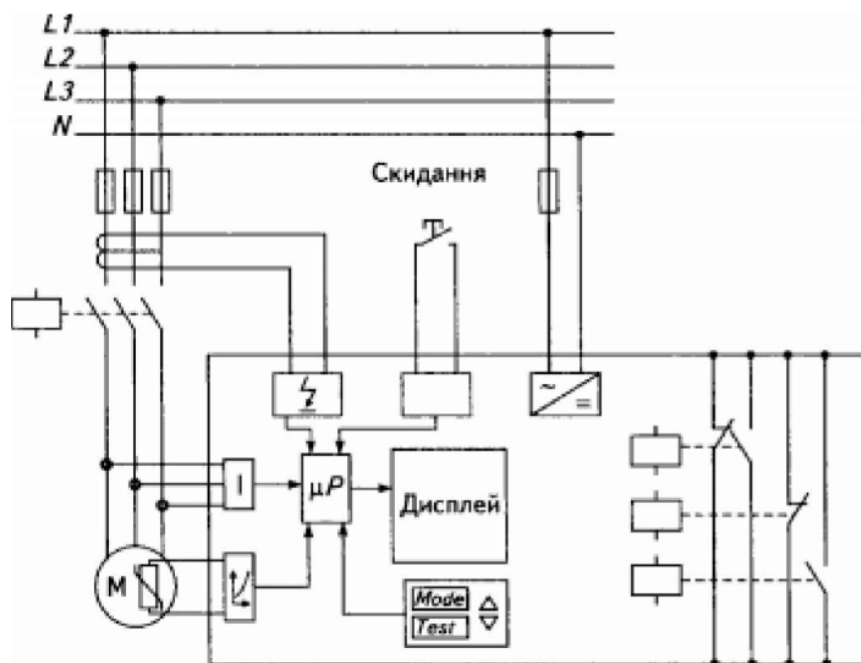 L1
L2
L3
N
Скидання
~
=
I
μP
Дисплей
M
Mode
Test